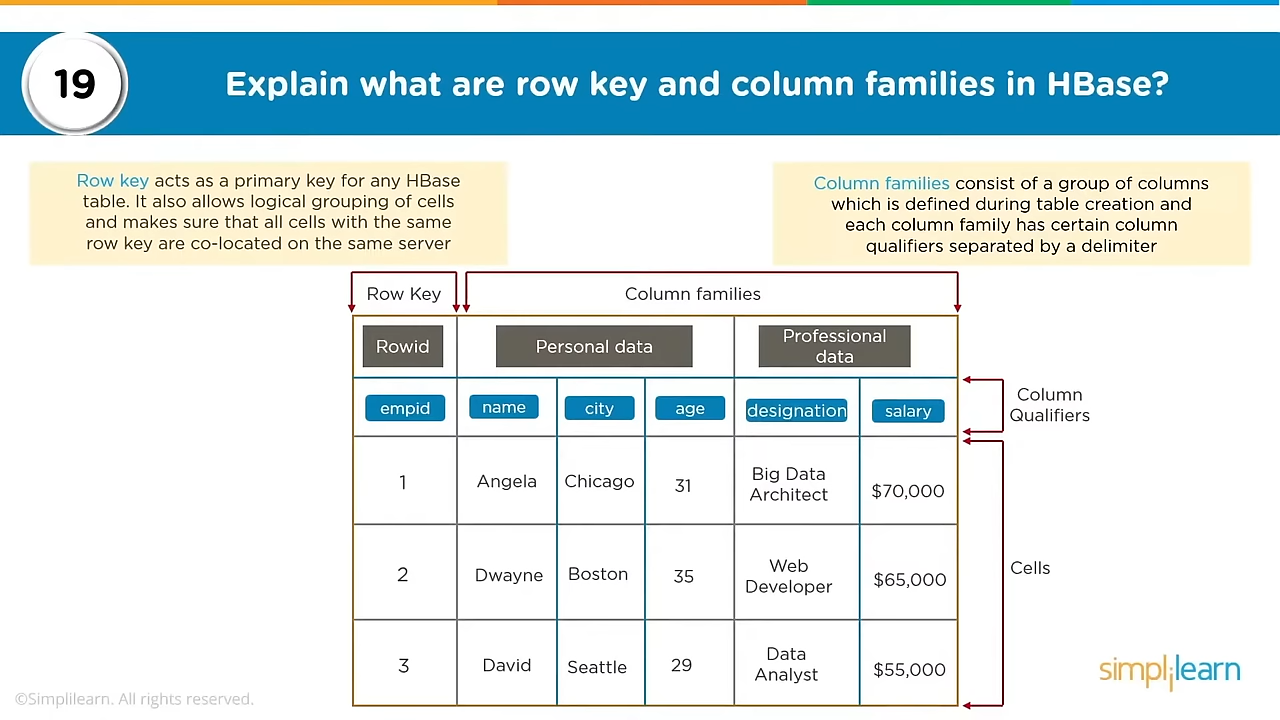 19
Explain what are row key and column families in HBase?
Row key acts as a primary key for any HBase
table. It also allows logical grouping of cells
and makes sure that all cells with the same
row key are co-located on the same server
Column families consist of a group of columns
which is defined during table creation and
each column family has certain column
qualifiers separated by a delimiter
Row Key
Column families
Rowid
Personal data
Professional
data
empid
name
city
age
designation
salary
Column
Qualifiers
1
Angela
Chicago
31
Big Data
Architect
$70,000
2
Dwayne
Boston
35
Web
Developer
$65,000
Cells
3
David
Seattle
29
Data
Analyst
$55,000
simplilearn
©Simplilearn. All rights reserved.